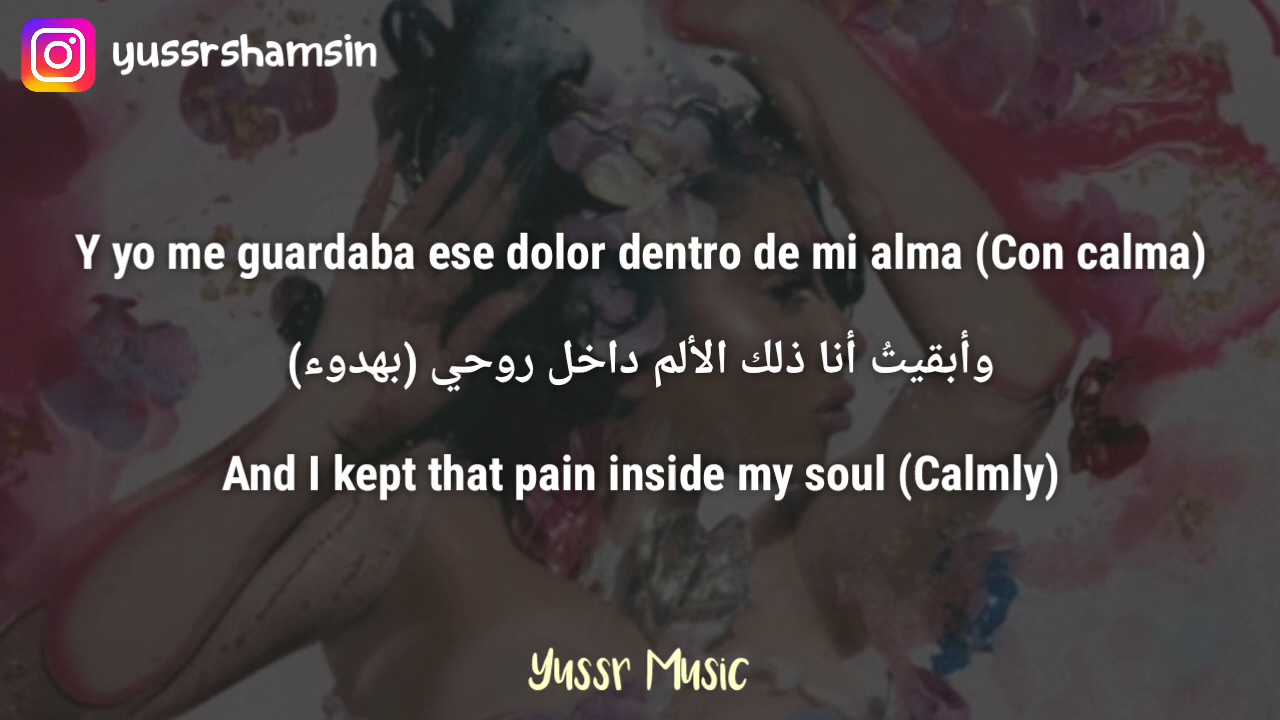 yussrshamsin
Y yo me guardaba ese dolor dentro de mi alma (Con calma)
وأبقيتُ أنا ذلك الألم داخل روحي (بهدوء)
And I kept that pain inside my soul (Calmly)
Yussr Music